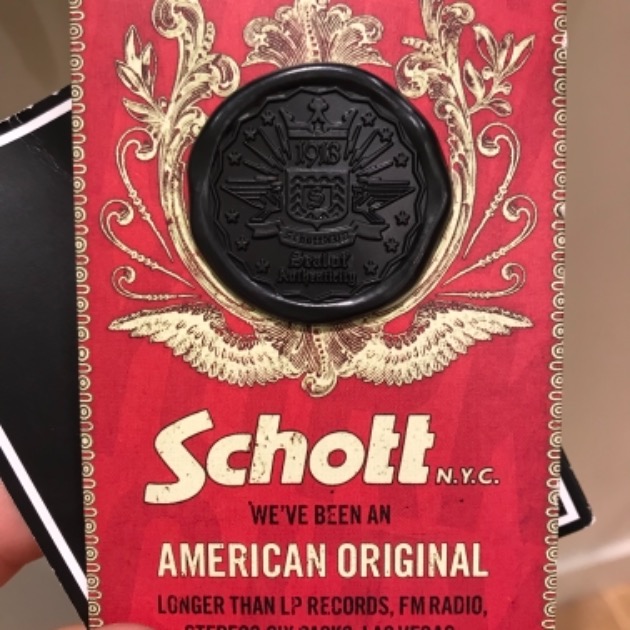 1913
S
Seal of
Authenticity
Schott N.Y.C.
WE'VE BEEN AN
AMERICAN ORIGINAL
LONGER THAN LP RECORDS, FM RADIO,